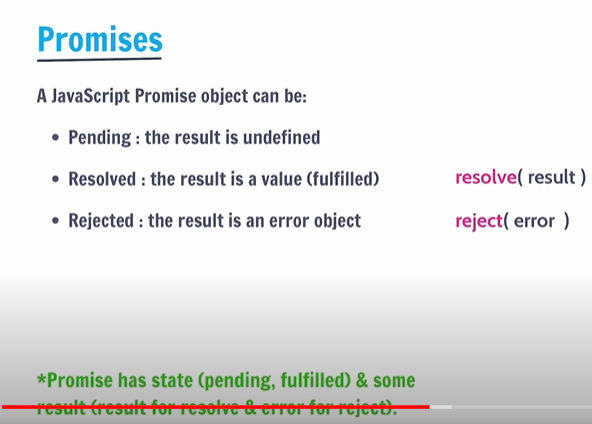 Promises
A JavaScript Promise object can be:
• Pending : the result is undefined
• Resolved : the result is a value (fulfilled) resolve( result )
• Rejected : the result is an error object reject( error )
*Promise has state (pending, fulfilled) & some
result (result for resolve & error for reject).